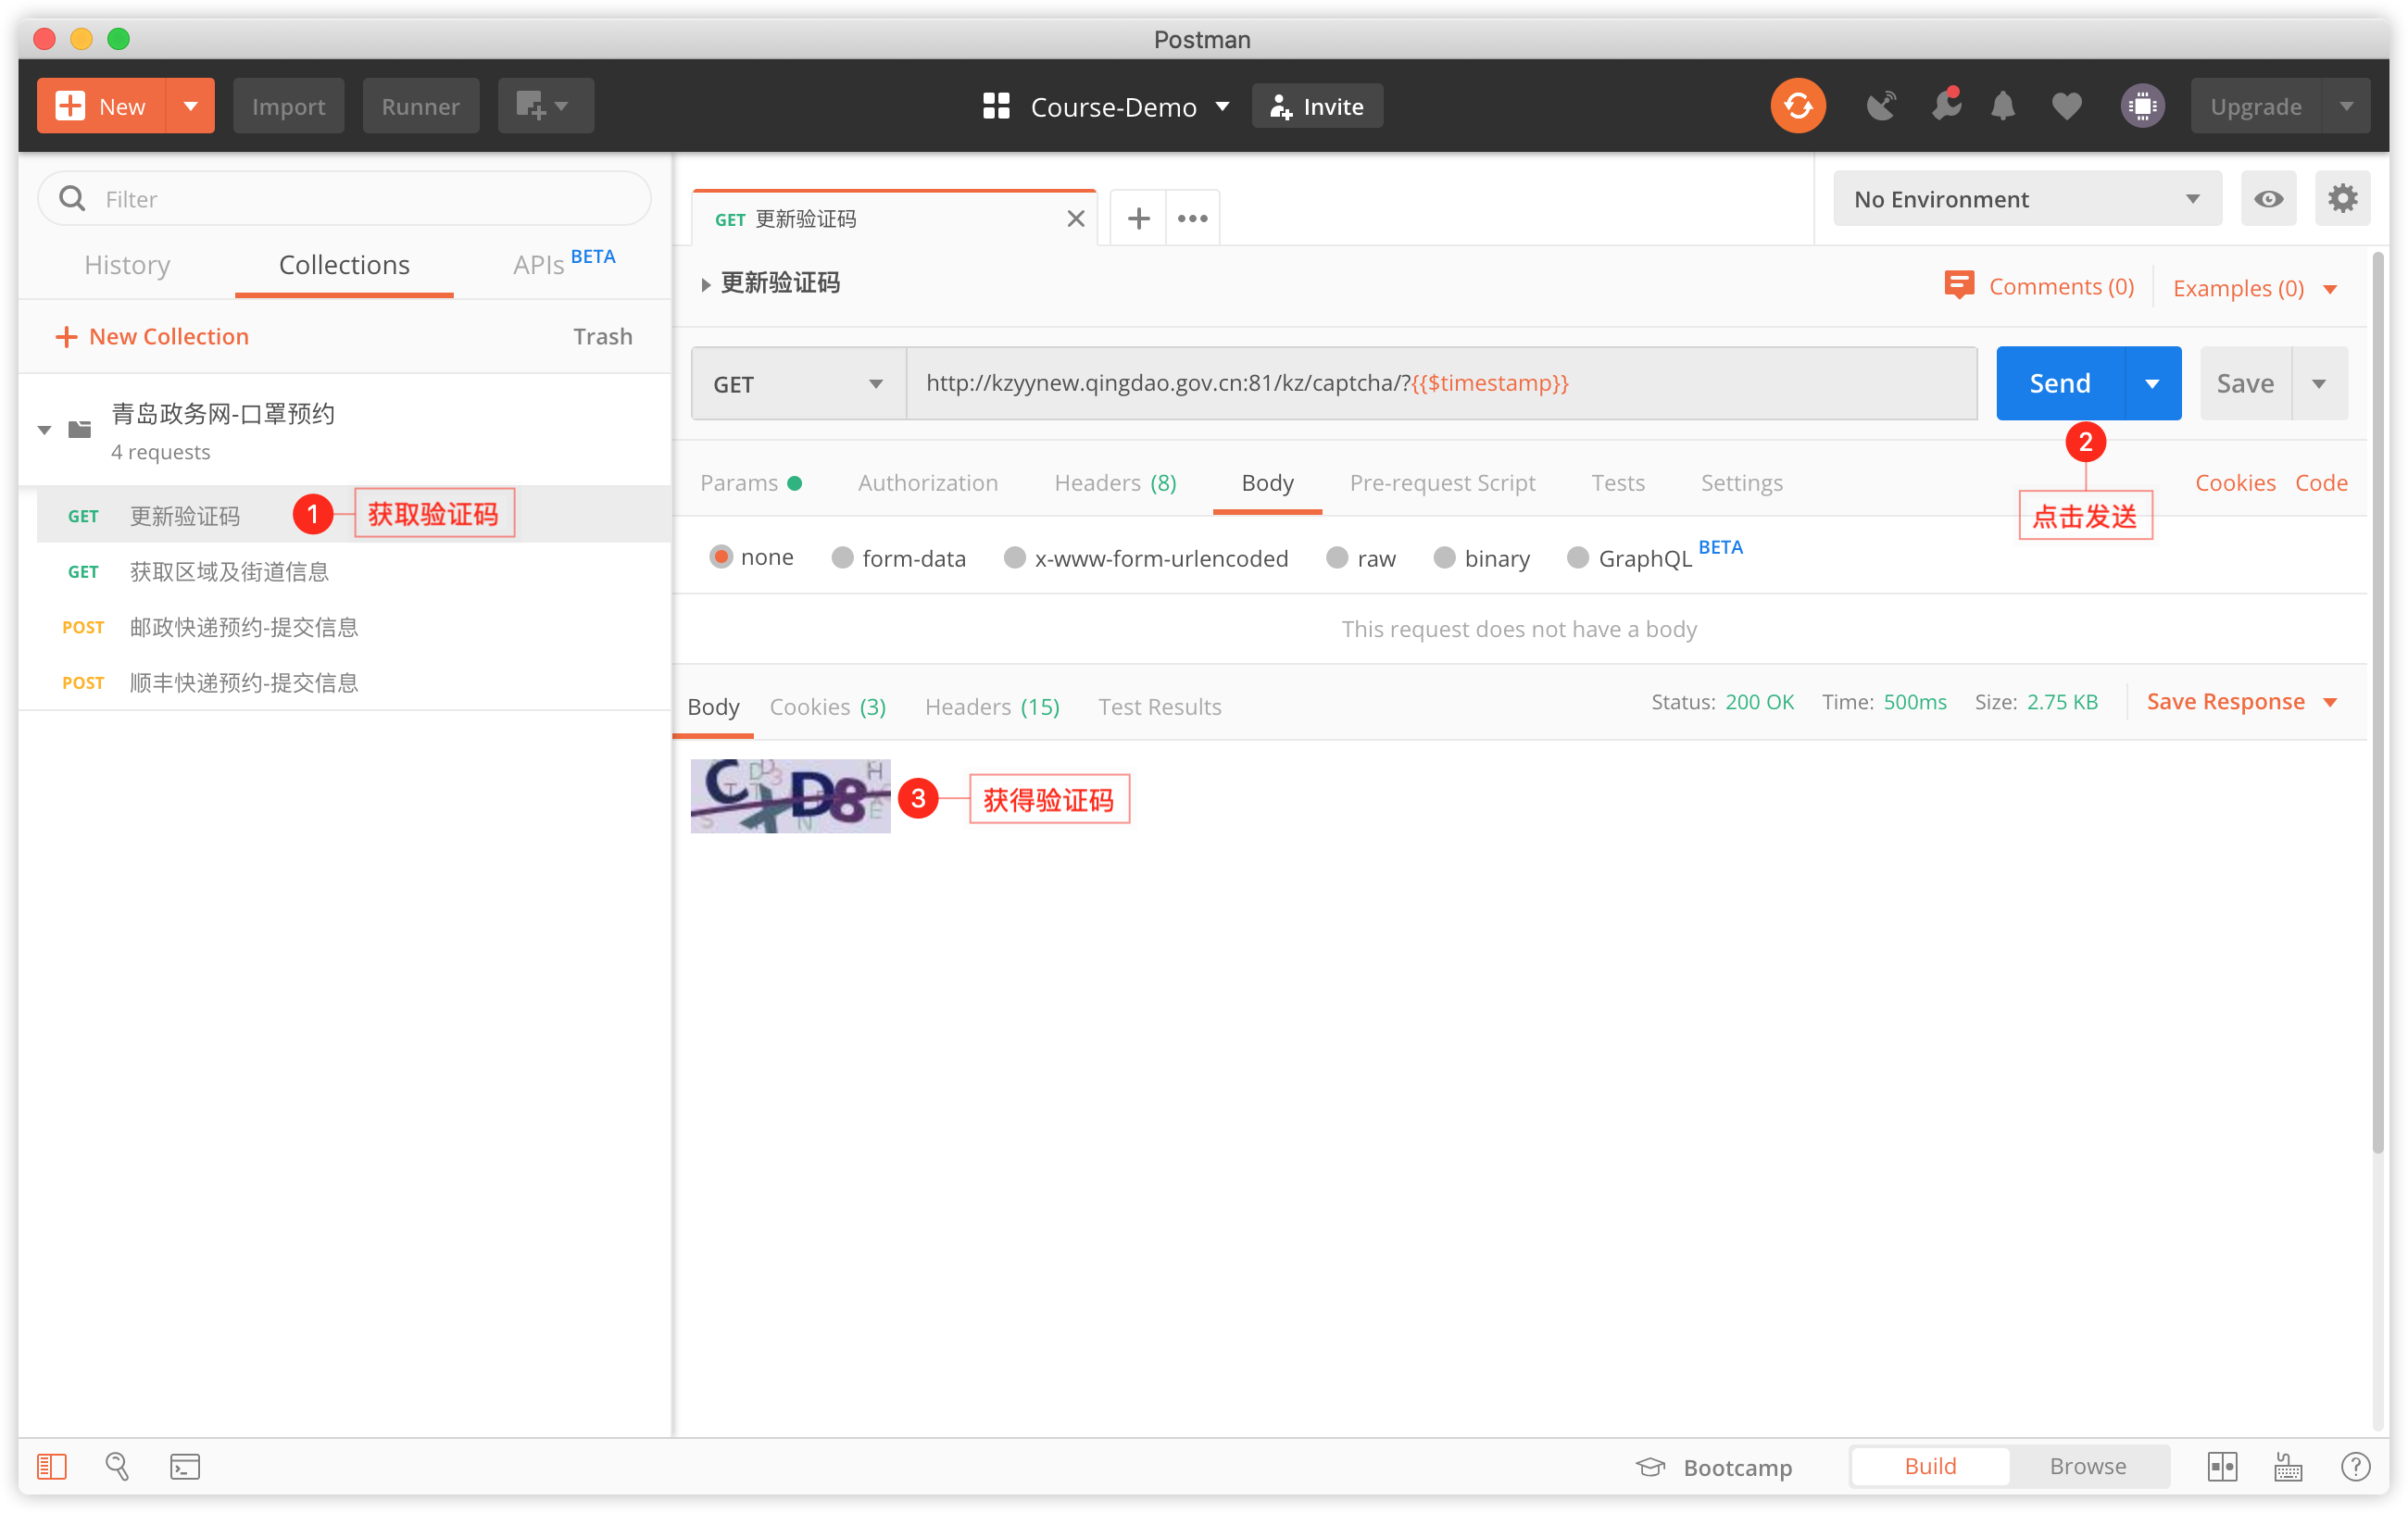 Postman
New
Import
Runner
Course-Demo
Invite
Upgrade
Filter
History
Collections
APIs BETA
New Collection
Trash
青岛政务网-口罩预约
4 requests
GET 更新验证码
1 获取验证码
GET 获取区域及街道信息
POST 邮政快递预约-提交信息
POST 顺丰快递预约-提交信息
GET 更新验证码
No Environment
更新验证码
Comments (0)
Examples (0)
GET
http://kzyynew.qingdao.gov.cn:81/kz/captcha/?{{$timestamp}}
Send
Save
2
点击发送
Params
Authorization
Headers (8)
Body
Pre-request Script
Tests
Settings
Cookies
Code
none
form-data
x-www-form-urlencoded
raw
binary
GraphQL BETA
This request does not have a body
Body
Cookies (3)
Headers (15)
Test Results
Status: 200 OK
Time: 500ms
Size: 2.75 KB
Save Response
3 获得验证码
Bootcamp
Build
Browse